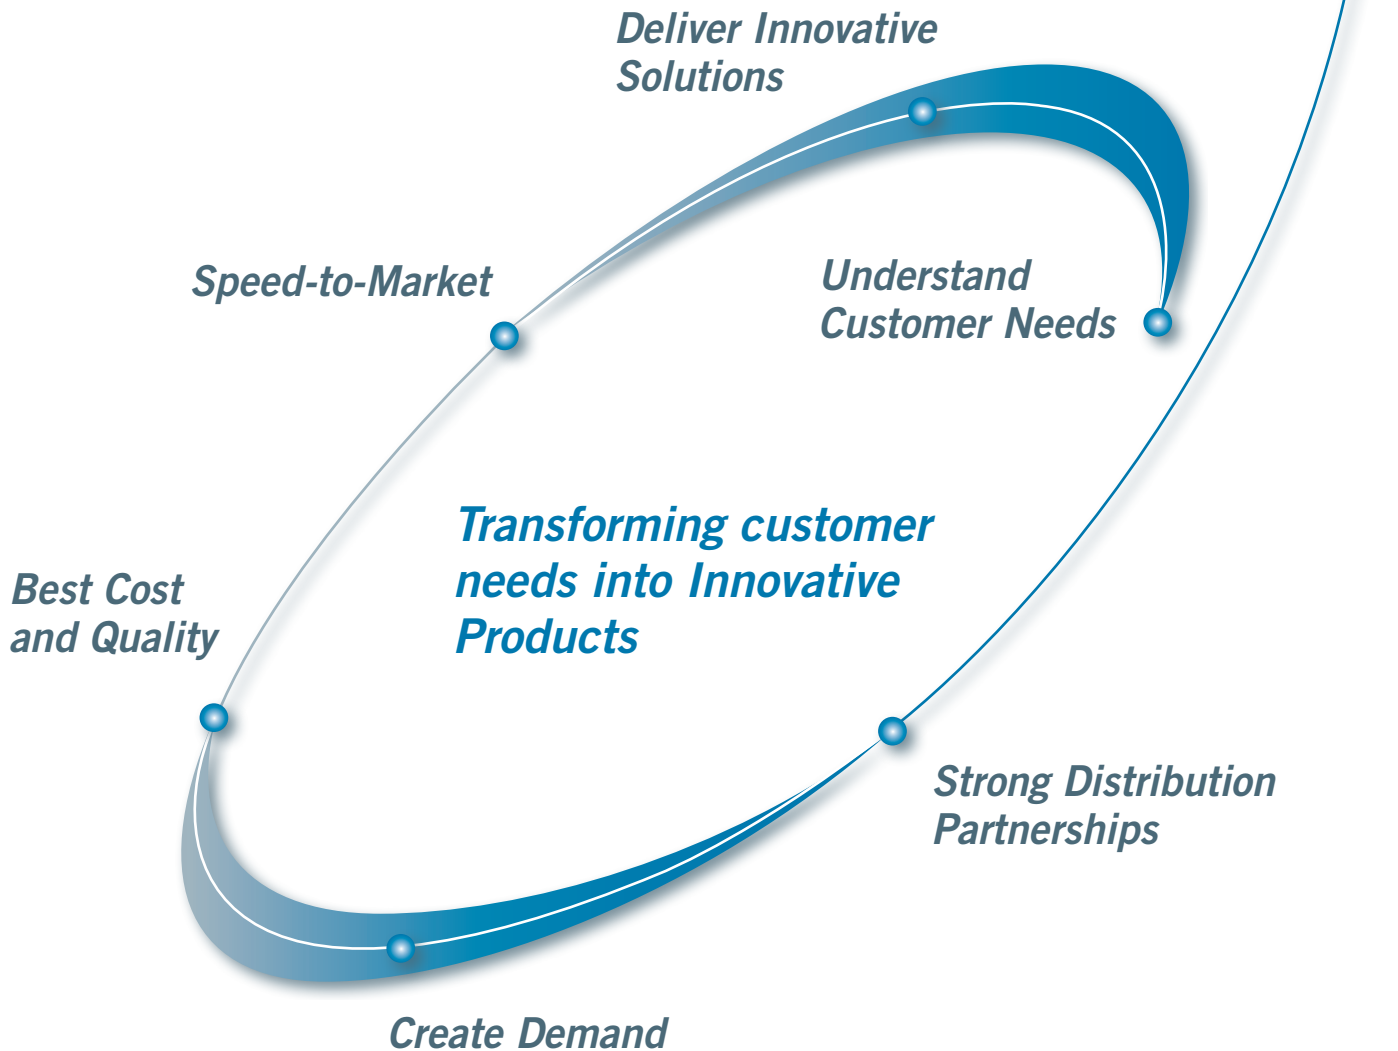 Deliver Innovative
Solutions
Speed-to-Market
Understand
Customer Needs
Transforming customer
needs into Innovative
Products
Best Cost
and Quality
Strong Distribution
Partnerships
Create Demand